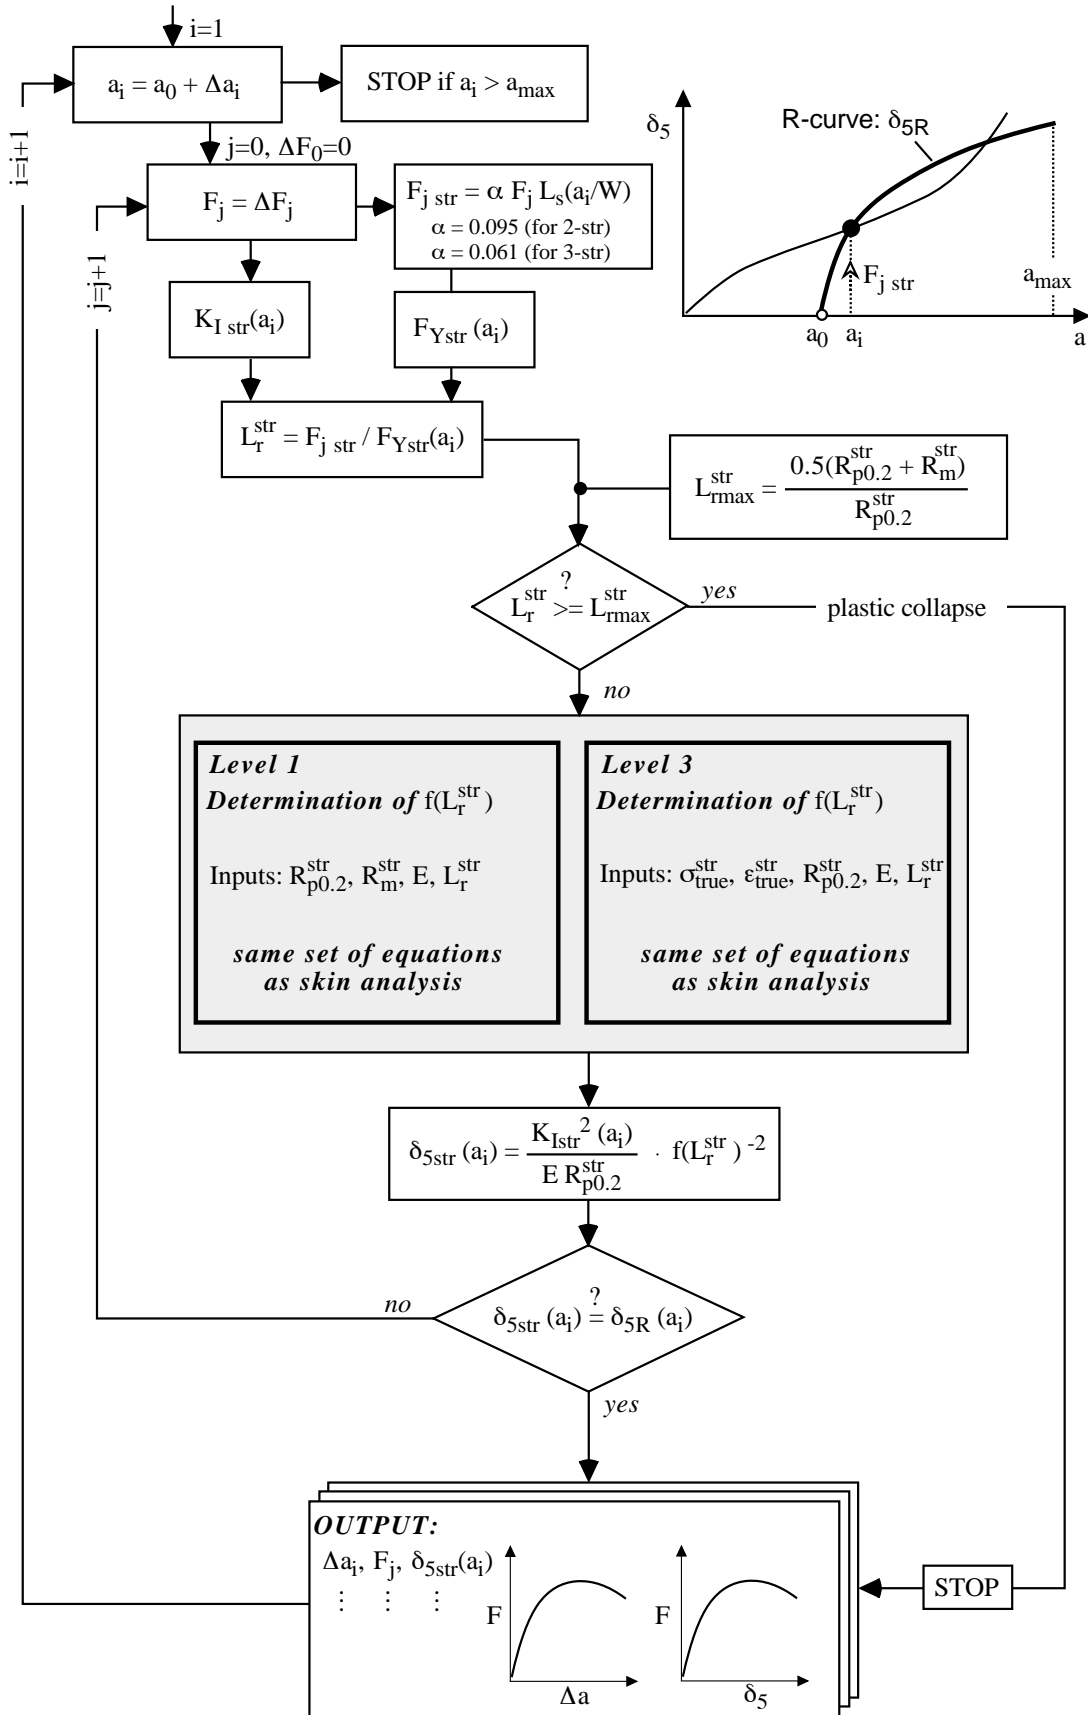 i=1
a_i = a_0 + Δa_i
STOP if a_i > a_max
j=0, ΔF_0=0
i=i+1
F_j = ΔF_j
F_j str = α F_j L_s(a_i/W)
α = 0.095 (for 2-str)
α = 0.061 (for 3-str)
j=j+1
K_I str(a_i)
F_Ystr (a_i)
δ_5
R-curve: δ_5R
F_j str
a_max
a_0
a_i
a
L_r^str = F_j str / F_Ystr(a_i)
L_rmax^str = 0.5(R_p0.2^str + R_m^str) / R_p0.2^str
?
L_r^str >= L_rmax^str
yes
plastic collapse
no
Level 1
Determination of f(L_r^str)
Inputs: R_p0.2^str, R_m^str, E, L_r^str
same set of equations
as skin analysis
Level 3
Determination of f(L_r^str)
Inputs: σ_true^str, ε_true^str, R_p0.2^str, E, L_r^str
same set of equations
as skin analysis
δ_5str (a_i) = K_Istr^2 (a_i) / E R_p0.2^str · f(L_r^str)^-2
?
δ_5str (a_i) = δ_5R (a_i)
no
yes
OUTPUT:
Δa_i, F_j, δ_5str(a_i)
⋮ ⋮ ⋮
F
Δa
F
δ_5
STOP